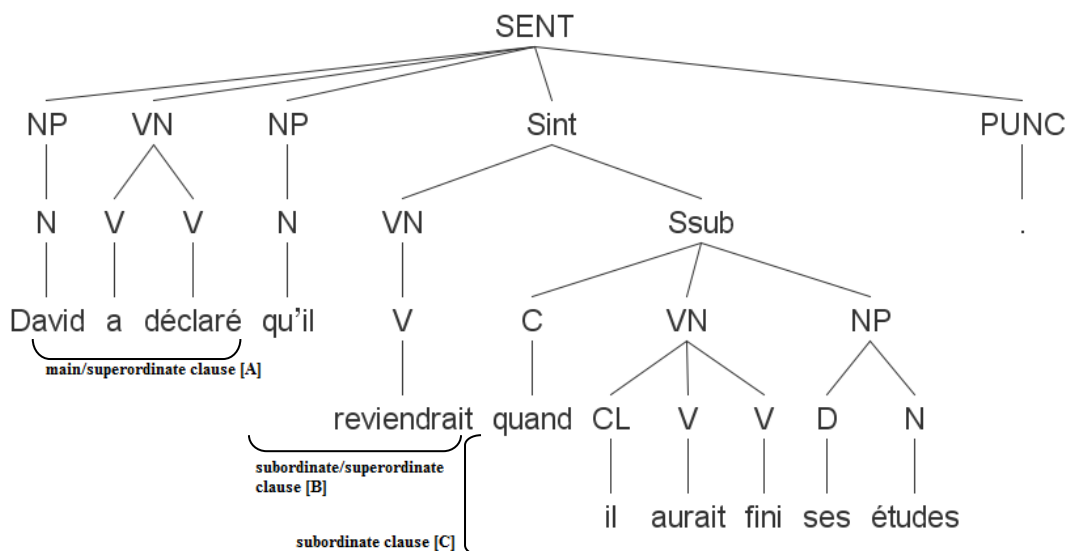 SENT
NP VN NP Sint PUNC
N V V N VN Ssub .
David a déclaré qu'il V C VN NP
main/superordinate clause [A]
reviendrait quand CL V V D N
subordinate/superordinate
clause [B]
il aurait fini ses études
subordinate clause [C]